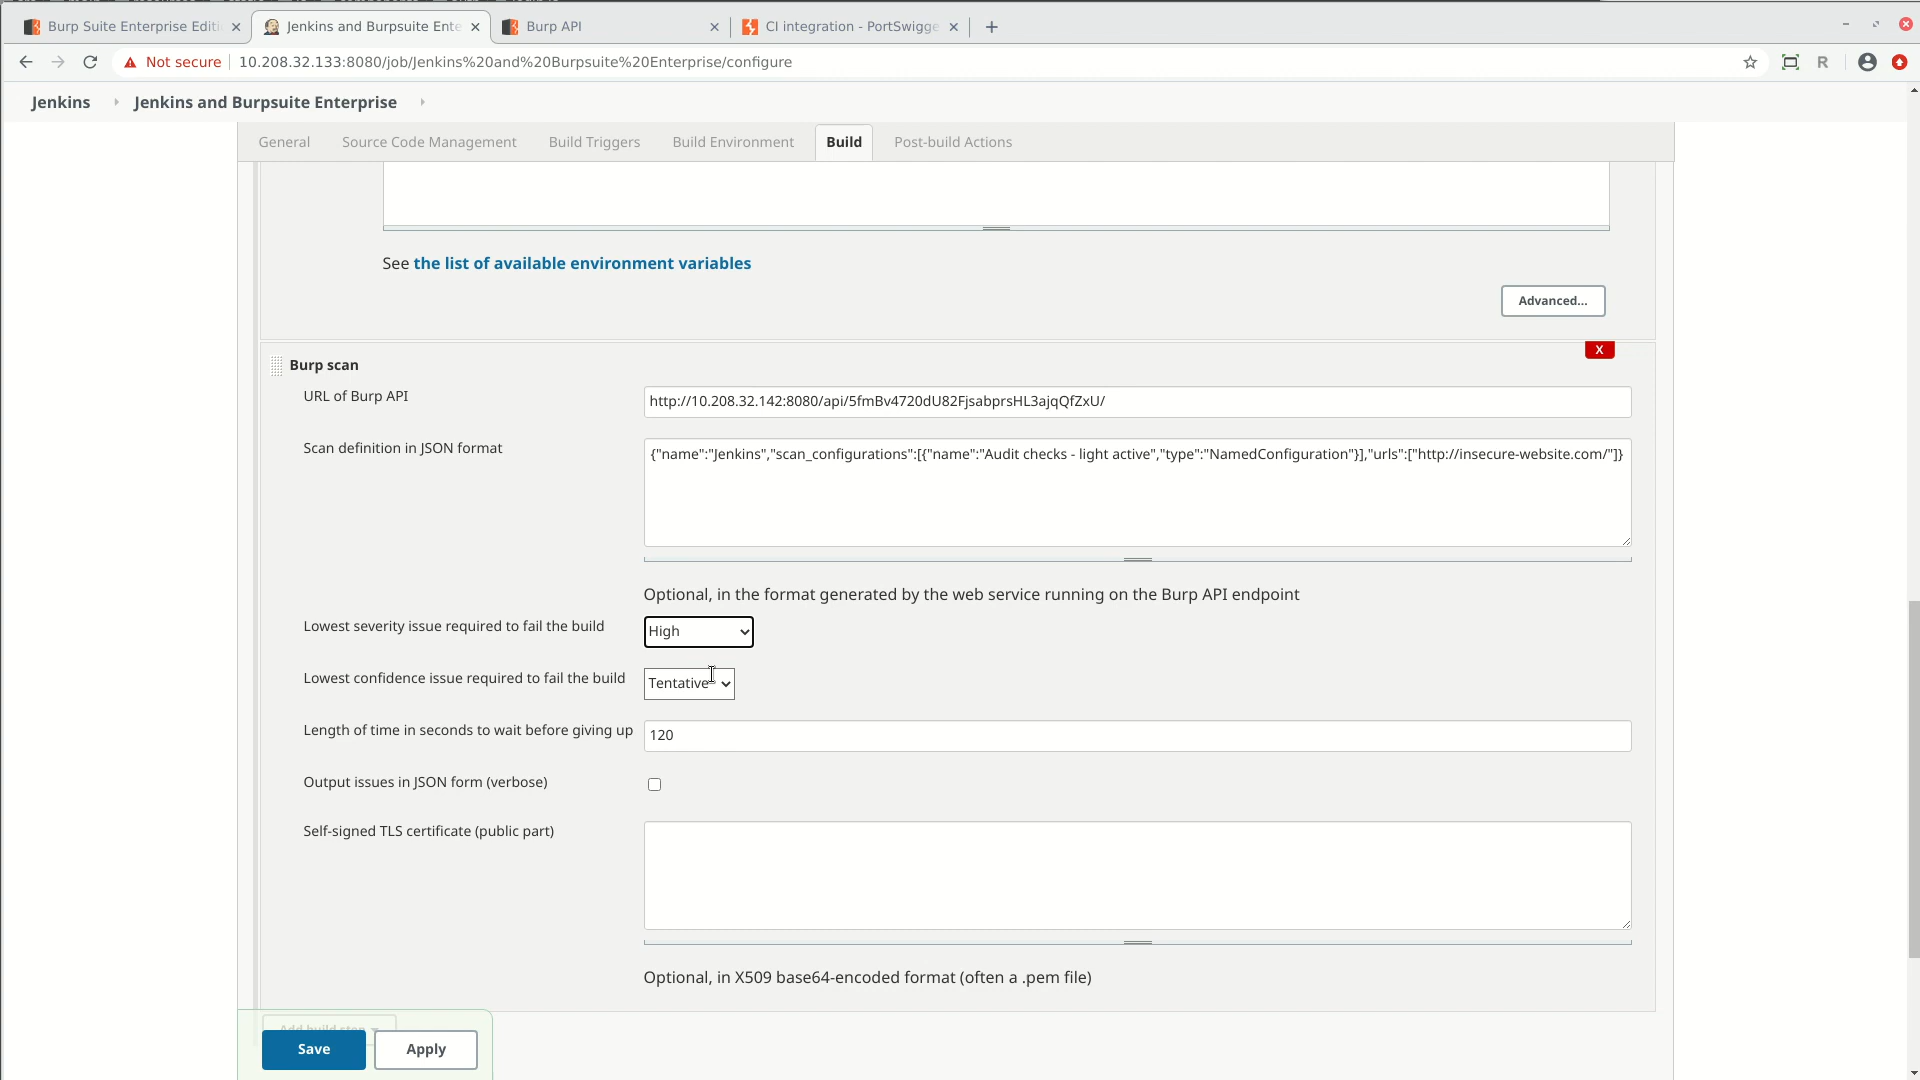 Burp Suite Enterprise Editi
Jenkins and Burpsuite Ente
Burp API
CI integration - PortSwigge
Not secure
10.208.32.133:8080/job/Jenkins%20and%20Burpsuite%20Enterprise/configure
R
Jenkins
Jenkins and Burpsuite Enterprise
General
Source Code Management
Build Triggers
Build Environment
Build
Post-build Actions
See the list of available environment variables
Advanced...
X
Burp scan
URL of Burp API
http://10.208.32.142:8080/api/5fmBv4720dU82FjsabprsHL3ajqQfZxU/
Scan definition in JSON format
{"name":"Jenkins","scan_configurations":[{"name":"Audit checks - light active","type":"NamedConfiguration"}],"urls":["http://insecure-website.com/"]}
Optional, in the format generated by the web service running on the Burp API endpoint
Lowest severity issue required to fail the build
High
Lowest confidence issue required to fail the build
Tentative
Length of time in seconds to wait before giving up
120
Output issues in JSON form (verbose)
Self-signed TLS certificate (public part)
Optional, in X509 base64-encoded format (often a .pem file)
Add build step
Save
Apply